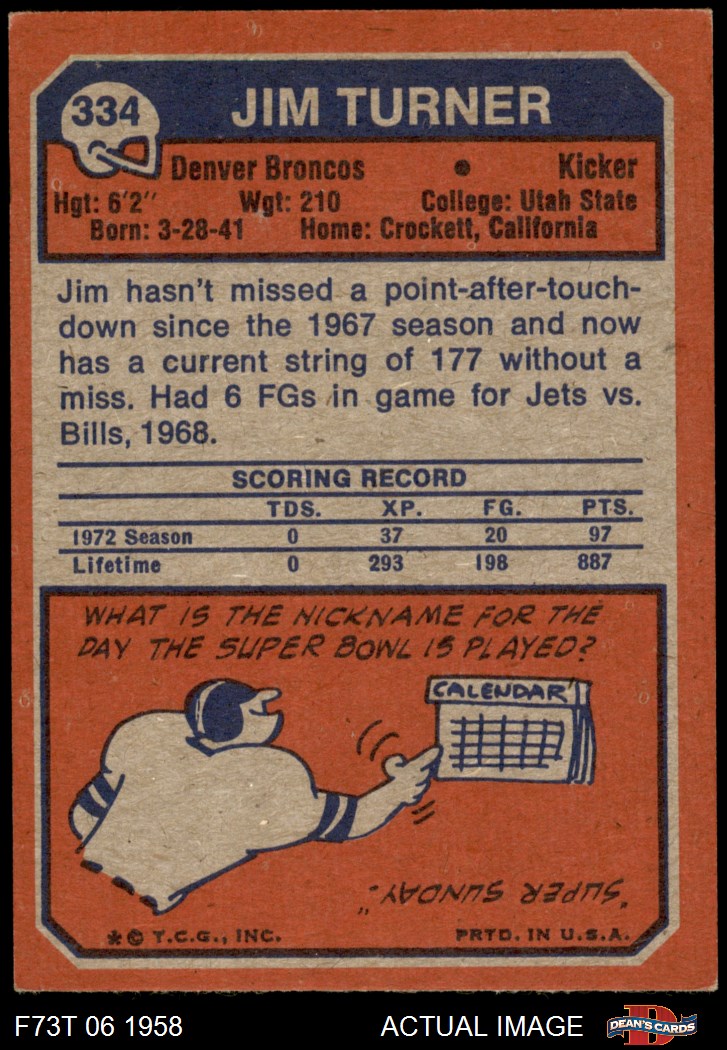 334
JIM TURNER
Denver Broncos • Kicker
Hgt: 6'2" Wgt: 210 College: Utah State
Born: 3-28-41 Home: Crockett, California
Jim hasn't missed a point-after-touch-
down since the 1967 season and now
has a current string of 177 without a
miss. Had 6 FGs in game for Jets vs.
Bills, 1968.
SCORING RECORD
TDS. XP. FG. PTS.
1972 Season 0 37 20 97
Lifetime 0 293 198 887
WHAT IS THE NICKNAME FOR THE
DAY THE SUPER BOWL IS PLAYED?
CALENDAR
"SUPER SUNDAY."
*© T.C.G., INC. PRTD. IN U.S.A.
F73T 06 1958 ACTUAL IMAGE D DEAN'S CARDS